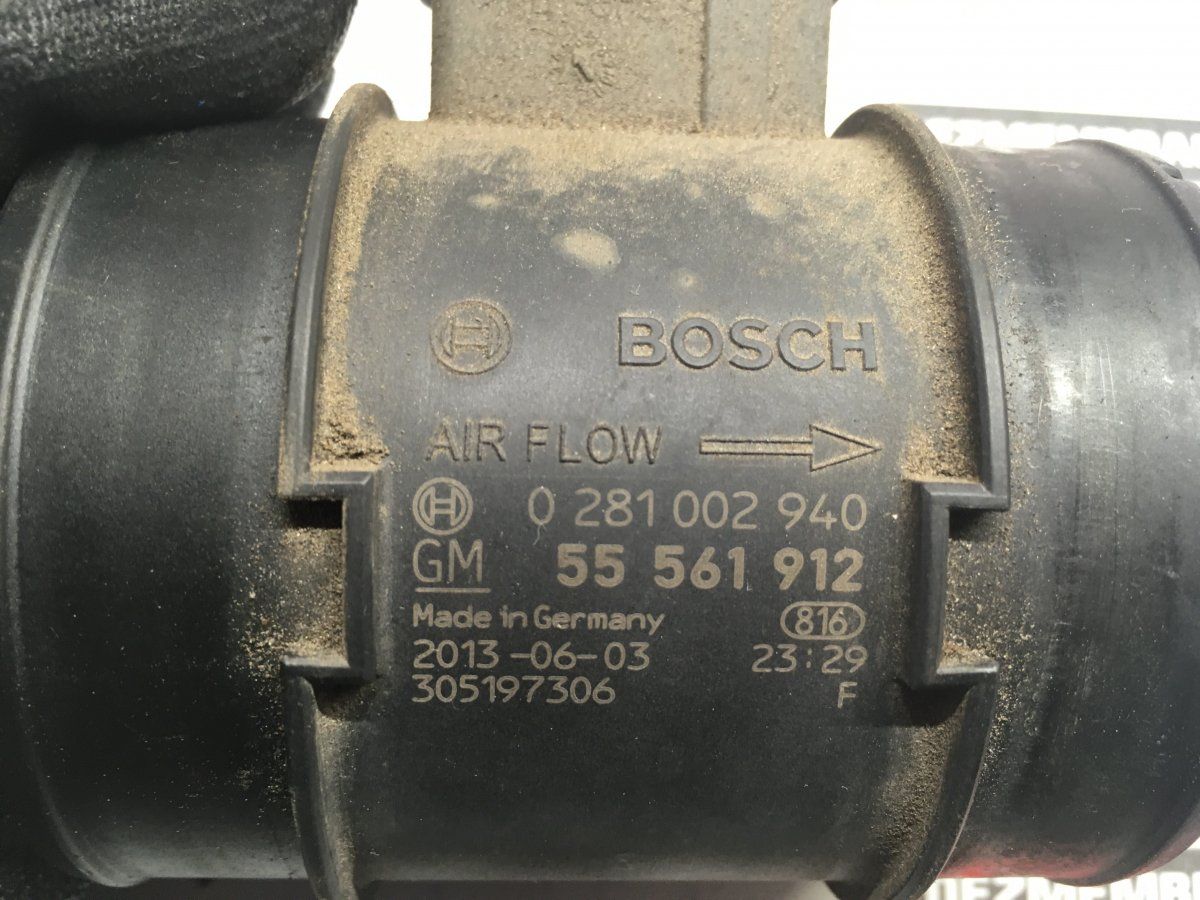 BOSCH
AIR FLOW
0 281 002 940
GM 55 561 912
Made in Germany 816
2013-06-03 23:29
305197306 F